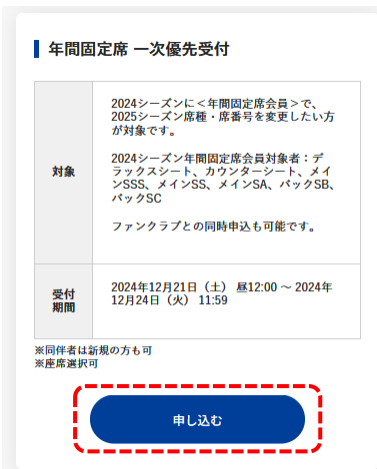 年間固定席 一次優先受付
2024シーズンに＜年間固定席会員＞で、
2025シーズン席種・席番号を変更したい方
が対象です。
対象
2024シーズン年間固定席会員対象者：デ
ラックスシート、カウンターシート、メイ
ンSSS、メインSS、メインSA、バックSB、
バックSC
ファンクラブとの同時申込も可能です。
受付
期間
2024年12月21日（土） 昼12:00 ～ 2024年
12月24日（火） 11:59
※同伴者は新規の方も可
※座席選択可
申し込む